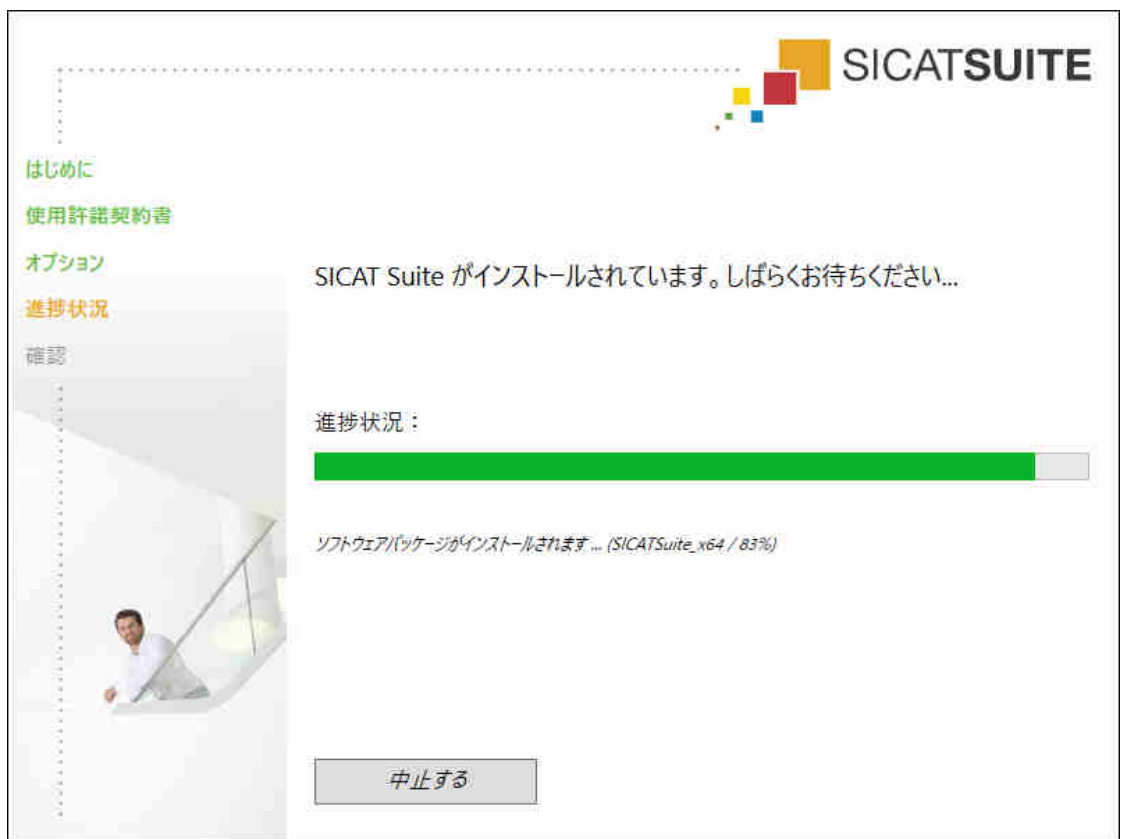 SICATSUITE
はじめに
使用許諾契約書
オプション
進捗状況
確認
SICAT Suite がインストールされています。しばらくお待ちください...
進捗状況：
ソフトウェアパッケージがインストールされます ... (SICATSuite_x64 / 83%)
中止する